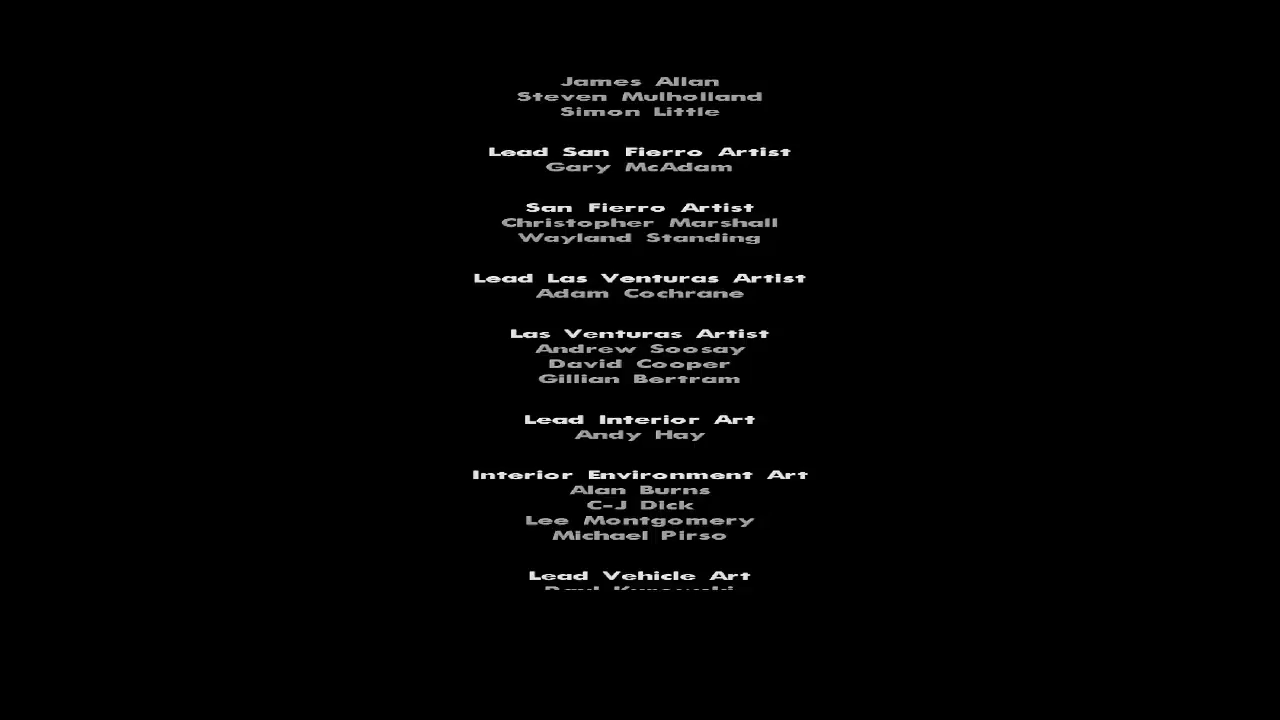 James Allan
Steven Mulholland
Simon Little
Lead San Fierro Artist
Gary McAdam
San Fierro Artist
Christopher Marshall
Wayland Standing
Lead Las Venturas Artist
Adam Cochrane
Las Venturas Artist
Andrew Soosay
David Cooper
Gillian Bertram
Lead Interior Art
Andy Hay
Interior Environment Art
Alan Burns
C-J Dick
Lee Montgomery
Michael Pirso
Lead Vehicle Art